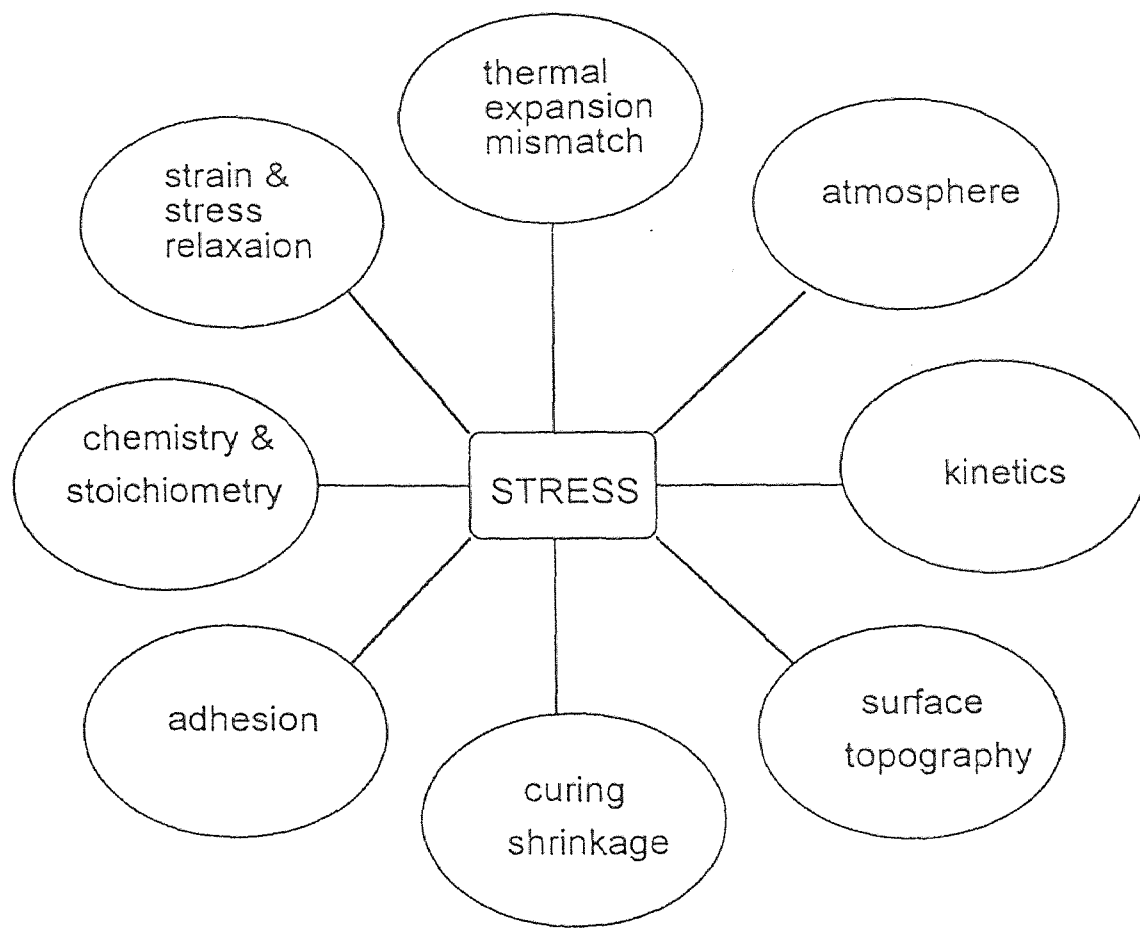 thermal
expansion
mismatch
strain &
stress
relaxaion
atmosphere
chemistry &
stoichiometry
STRESS
kinetics
adhesion
surface
topography
curing
shrinkage